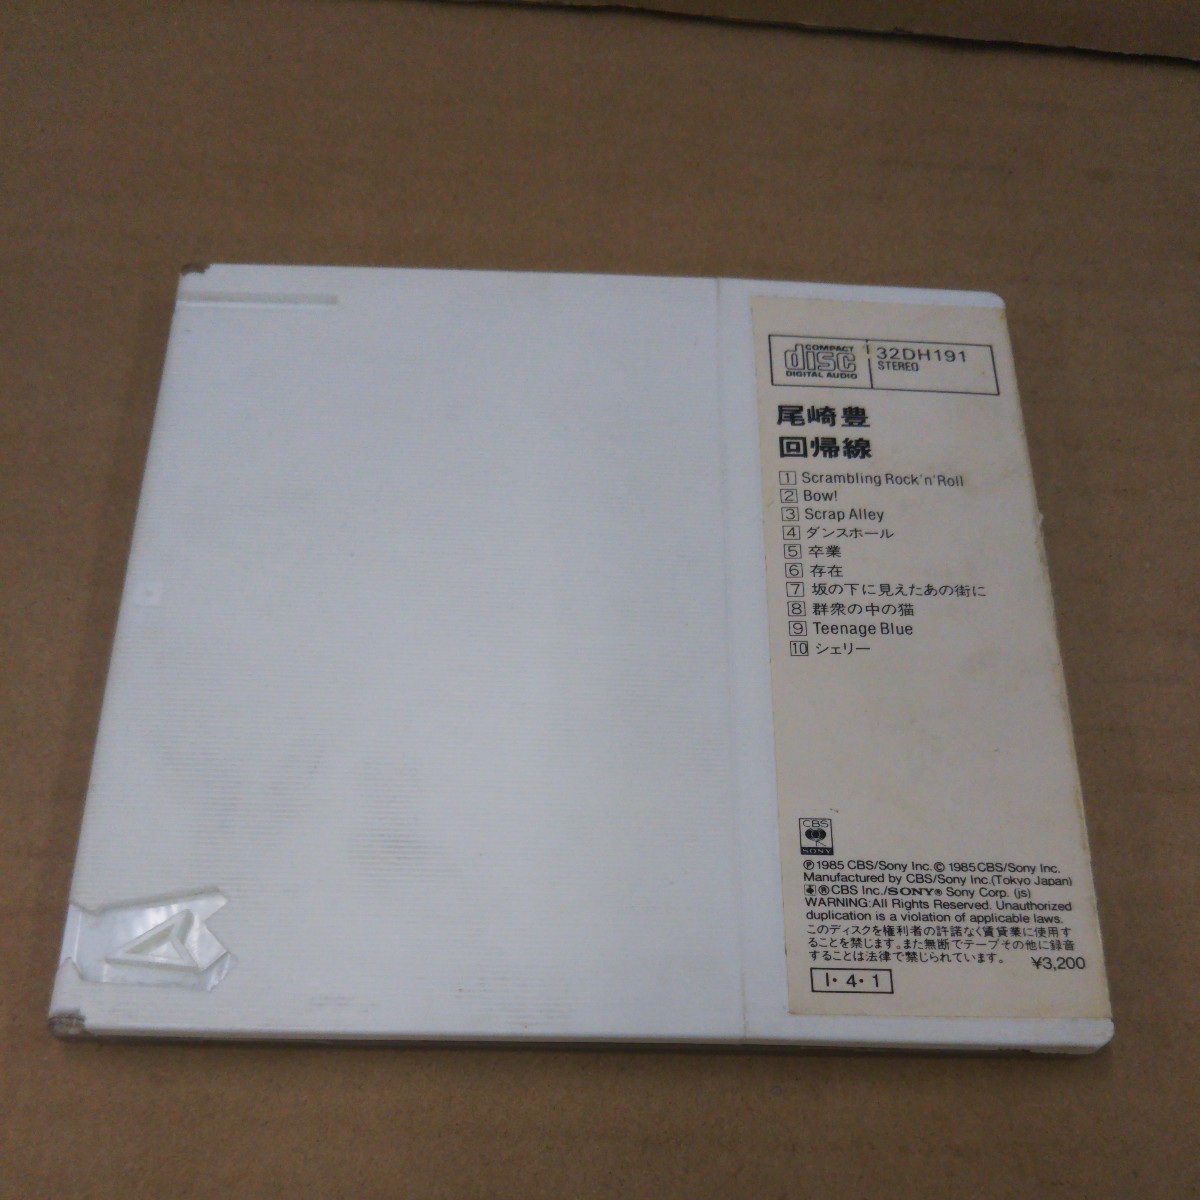 COMPACT
disc
DIGITAL AUDIO
32DH191
STEREO
尾崎豊
回帰線
1 Scrambling Rock'n'Roll
2 Bow!
3 Scrap Alley
4 ダンスホール
5 卒業
6 存在
7 坂の下に見えたあの街に
8 群衆の中の猫
9 Teenage Blue
10 シェリー
CBS
SONY
Ⓟ1985 CBS/Sony Inc.Ⓒ1985CBS/Sony Inc.
Manufactured by CBS/Sony Inc.(Tokyo Japan)
®CBS Inc./SONY® Sony Corp. (js)
WARNING:All Rights Reserved. Unauthorized
duplication is a violation of applicable laws.
このディスクを権利者の許諾なく賃貸業に使用す
ることを禁じます。また無断でテープその他に録音
することは法律で禁じられています。 ¥3,200
I・4・1